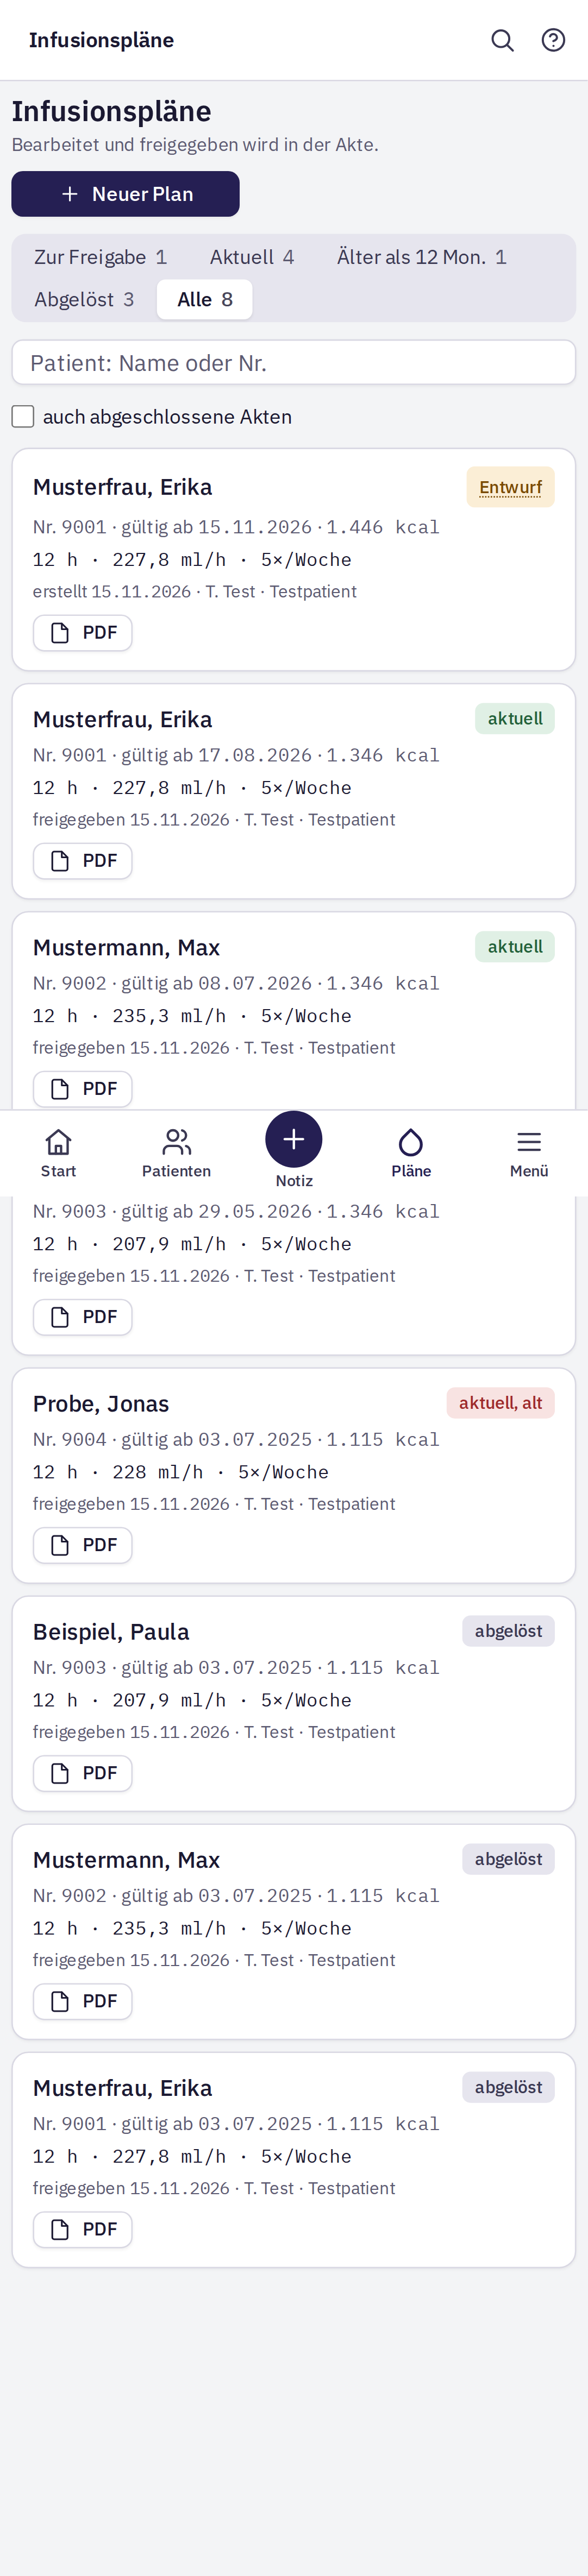 Infusionspläne
Infusionspläne
Bearbeitet und freigegeben wird in der Akte.
Neuer Plan
Zur Freigabe 1 Aktuell 4 Älter als 12 Mon. 1
Abgelöst 3 Alle 8
Patient: Name oder Nr.
auch abgeschlossene Akten
Musterfrau, Erika Entwurf
Nr. 9001 · gültig ab 15.11.2026 · 1.446 kcal
12 h · 227,8 ml/h · 5×/Woche
erstellt 15.11.2026 · T. Test · Testpatient
PDF
Musterfrau, Erika aktuell
Nr. 9001 · gültig ab 17.08.2026 · 1.346 kcal
12 h · 227,8 ml/h · 5×/Woche
freigegeben 15.11.2026 · T. Test · Testpatient
PDF
Mustermann, Max aktuell
Nr. 9002 · gültig ab 08.07.2026 · 1.346 kcal
12 h · 235,3 ml/h · 5×/Woche
freigegeben 15.11.2026 · T. Test · Testpatient
PDF
Start Patienten Notiz Pläne Menü
Nr. 9003 · gültig ab 29.05.2026 · 1.346 kcal
12 h · 207,9 ml/h · 5×/Woche
freigegeben 15.11.2026 · T. Test · Testpatient
PDF
Probe, Jonas aktuell, alt
Nr. 9004 · gültig ab 03.07.2025 · 1.115 kcal
12 h · 228 ml/h · 5×/Woche
freigegeben 15.11.2026 · T. Test · Testpatient
PDF
Beispiel, Paula abgelöst
Nr. 9003 · gültig ab 03.07.2025 · 1.115 kcal
12 h · 207,9 ml/h · 5×/Woche
freigegeben 15.11.2026 · T. Test · Testpatient
PDF
Mustermann, Max abgelöst
Nr. 9002 · gültig ab 03.07.2025 · 1.115 kcal
12 h · 235,3 ml/h · 5×/Woche
freigegeben 15.11.2026 · T. Test · Testpatient
PDF
Musterfrau, Erika abgelöst
Nr. 9001 · gültig ab 03.07.2025 · 1.115 kcal
12 h · 227,8 ml/h · 5×/Woche
freigegeben 15.11.2026 · T. Test · Testpatient
PDF